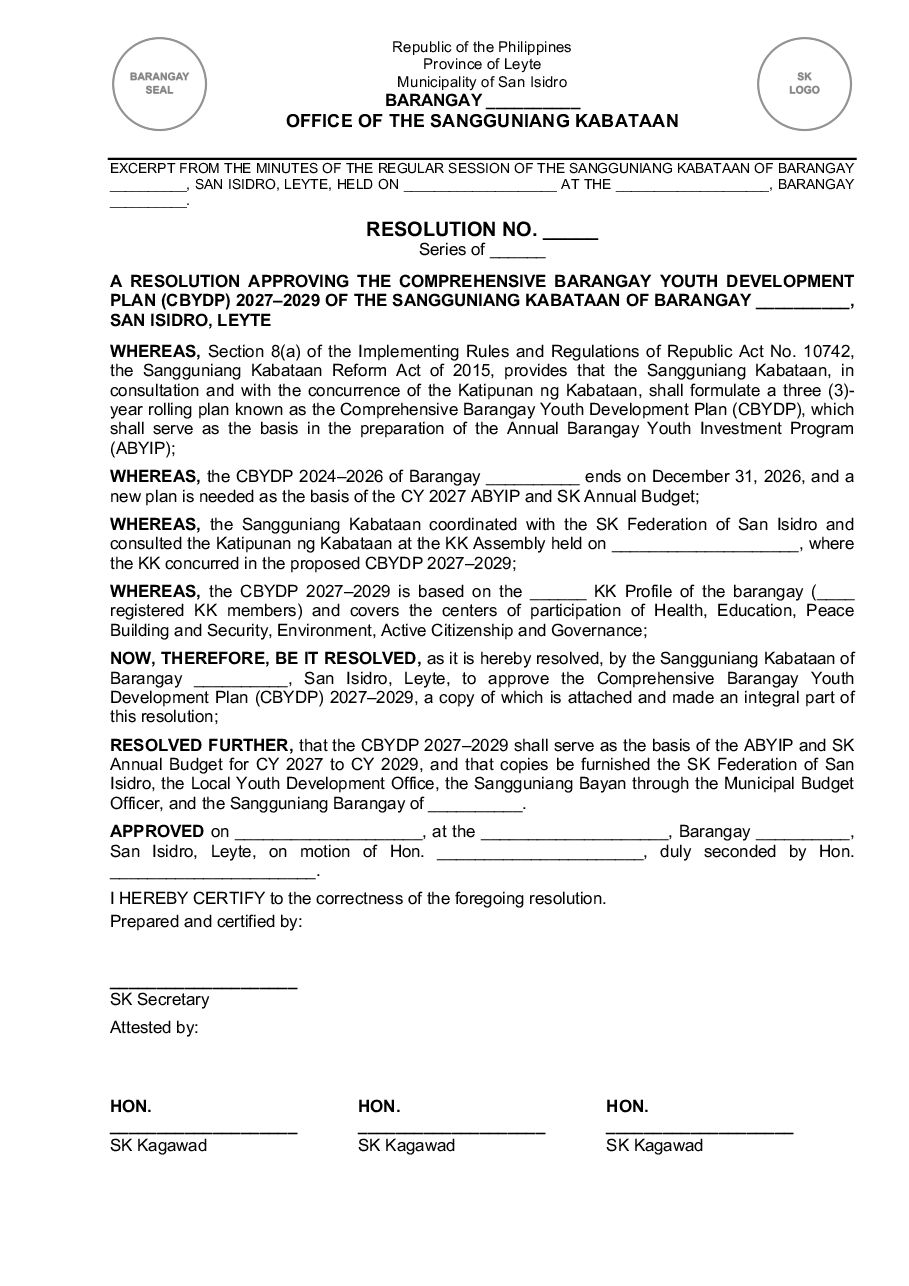 BARANGAY
SEAL
Republic of the Philippines
Province of Leyte
Municipality of San Isidro
BARANGAY __________
OFFICE OF THE SANGGUNIANG KABATAAN
SK
LOGO
EXCERPT FROM THE MINUTES OF THE REGULAR SESSION OF THE SANGGUNIANG KABATAAN OF BARANGAY
__________, SAN ISIDRO, LEYTE, HELD ON ____________________ AT THE ____________________, BARANGAY
__________.
RESOLUTION NO. _____
Series of ______
A RESOLUTION APPROVING THE COMPREHENSIVE BARANGAY YOUTH DEVELOPMENT
PLAN (CBYDP) 2027–2029 OF THE SANGGUNIANG KABATAAN OF BARANGAY __________,
SAN ISIDRO, LEYTE
WHEREAS, Section 8(a) of the Implementing Rules and Regulations of Republic Act No. 10742,
the Sangguniang Kabataan Reform Act of 2015, provides that the Sangguniang Kabataan, in
consultation and with the concurrence of the Katipunan ng Kabataan, shall formulate a three (3)-
year rolling plan known as the Comprehensive Barangay Youth Development Plan (CBYDP), which
shall serve as the basis in the preparation of the Annual Barangay Youth Investment Program
(ABYIP);
WHEREAS, the CBYDP 2024–2026 of Barangay __________ ends on December 31, 2026, and a
new plan is needed as the basis of the CY 2027 ABYIP and SK Annual Budget;
WHEREAS, the Sangguniang Kabataan coordinated with the SK Federation of San Isidro and
consulted the Katipunan ng Kabataan at the KK Assembly held on ____________________, where
the KK concurred in the proposed CBYDP 2027–2029;
WHEREAS, the CBYDP 2027–2029 is based on the ______ KK Profile of the barangay (____
registered KK members) and covers the centers of participation of Health, Education, Peace
Building and Security, Environment, Active Citizenship and Governance;
NOW, THEREFORE, BE IT RESOLVED, as it is hereby resolved, by the Sangguniang Kabataan of
Barangay __________, San Isidro, Leyte, to approve the Comprehensive Barangay Youth
Development Plan (CBYDP) 2027–2029, a copy of which is attached and made an integral part of
this resolution;
RESOLVED FURTHER, that the CBYDP 2027–2029 shall serve as the basis of the ABYIP and SK
Annual Budget for CY 2027 to CY 2029, and that copies be furnished the SK Federation of San
Isidro, the Local Youth Development Office, the Sangguniang Bayan through the Municipal Budget
Officer, and the Sangguniang Barangay of __________.
APPROVED on ____________________, at the ____________________, Barangay __________,
San Isidro, Leyte, on motion of Hon. ______________________, duly seconded by Hon.
______________________.
I HEREBY CERTIFY to the correctness of the foregoing resolution.
Prepared and certified by:
____________________
SK Secretary
Attested by:
HON. HON. HON.
____________________ ____________________ ____________________
SK Kagawad SK Kagawad SK Kagawad